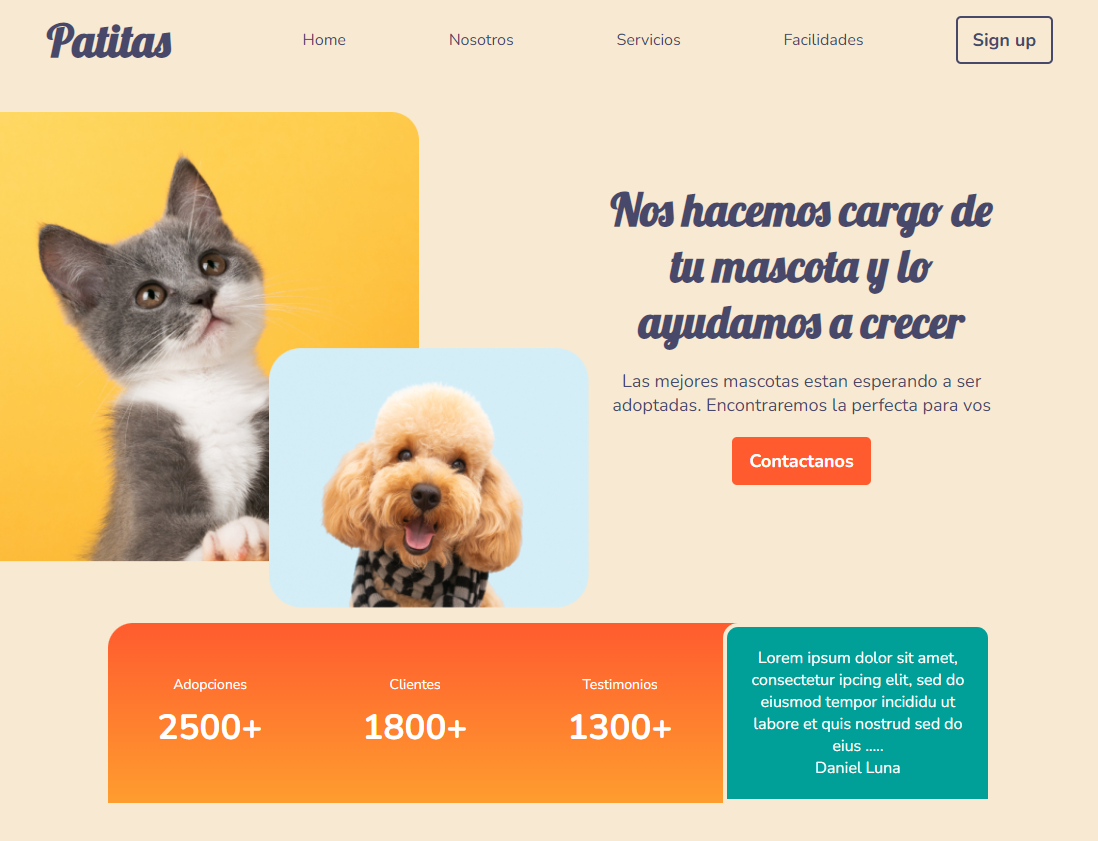 Patitas
Home
Nosotros
Servicios
Facilidades
Sign up
Nos hacemos cargo de
tu mascota y lo
ayudamos a crecer
Las mejores mascotas estan esperando a ser
adoptadas. Encontraremos la perfecta para vos
Contactanos
Adopciones
2500+
Clientes
1800+
Testimonios
1300+
Lorem ipsum dolor sit amet,
consectetur ipcing elit, sed do
eiusmod tempor incididu ut
labore et quis nostrud sed do
eius .....
Daniel Luna